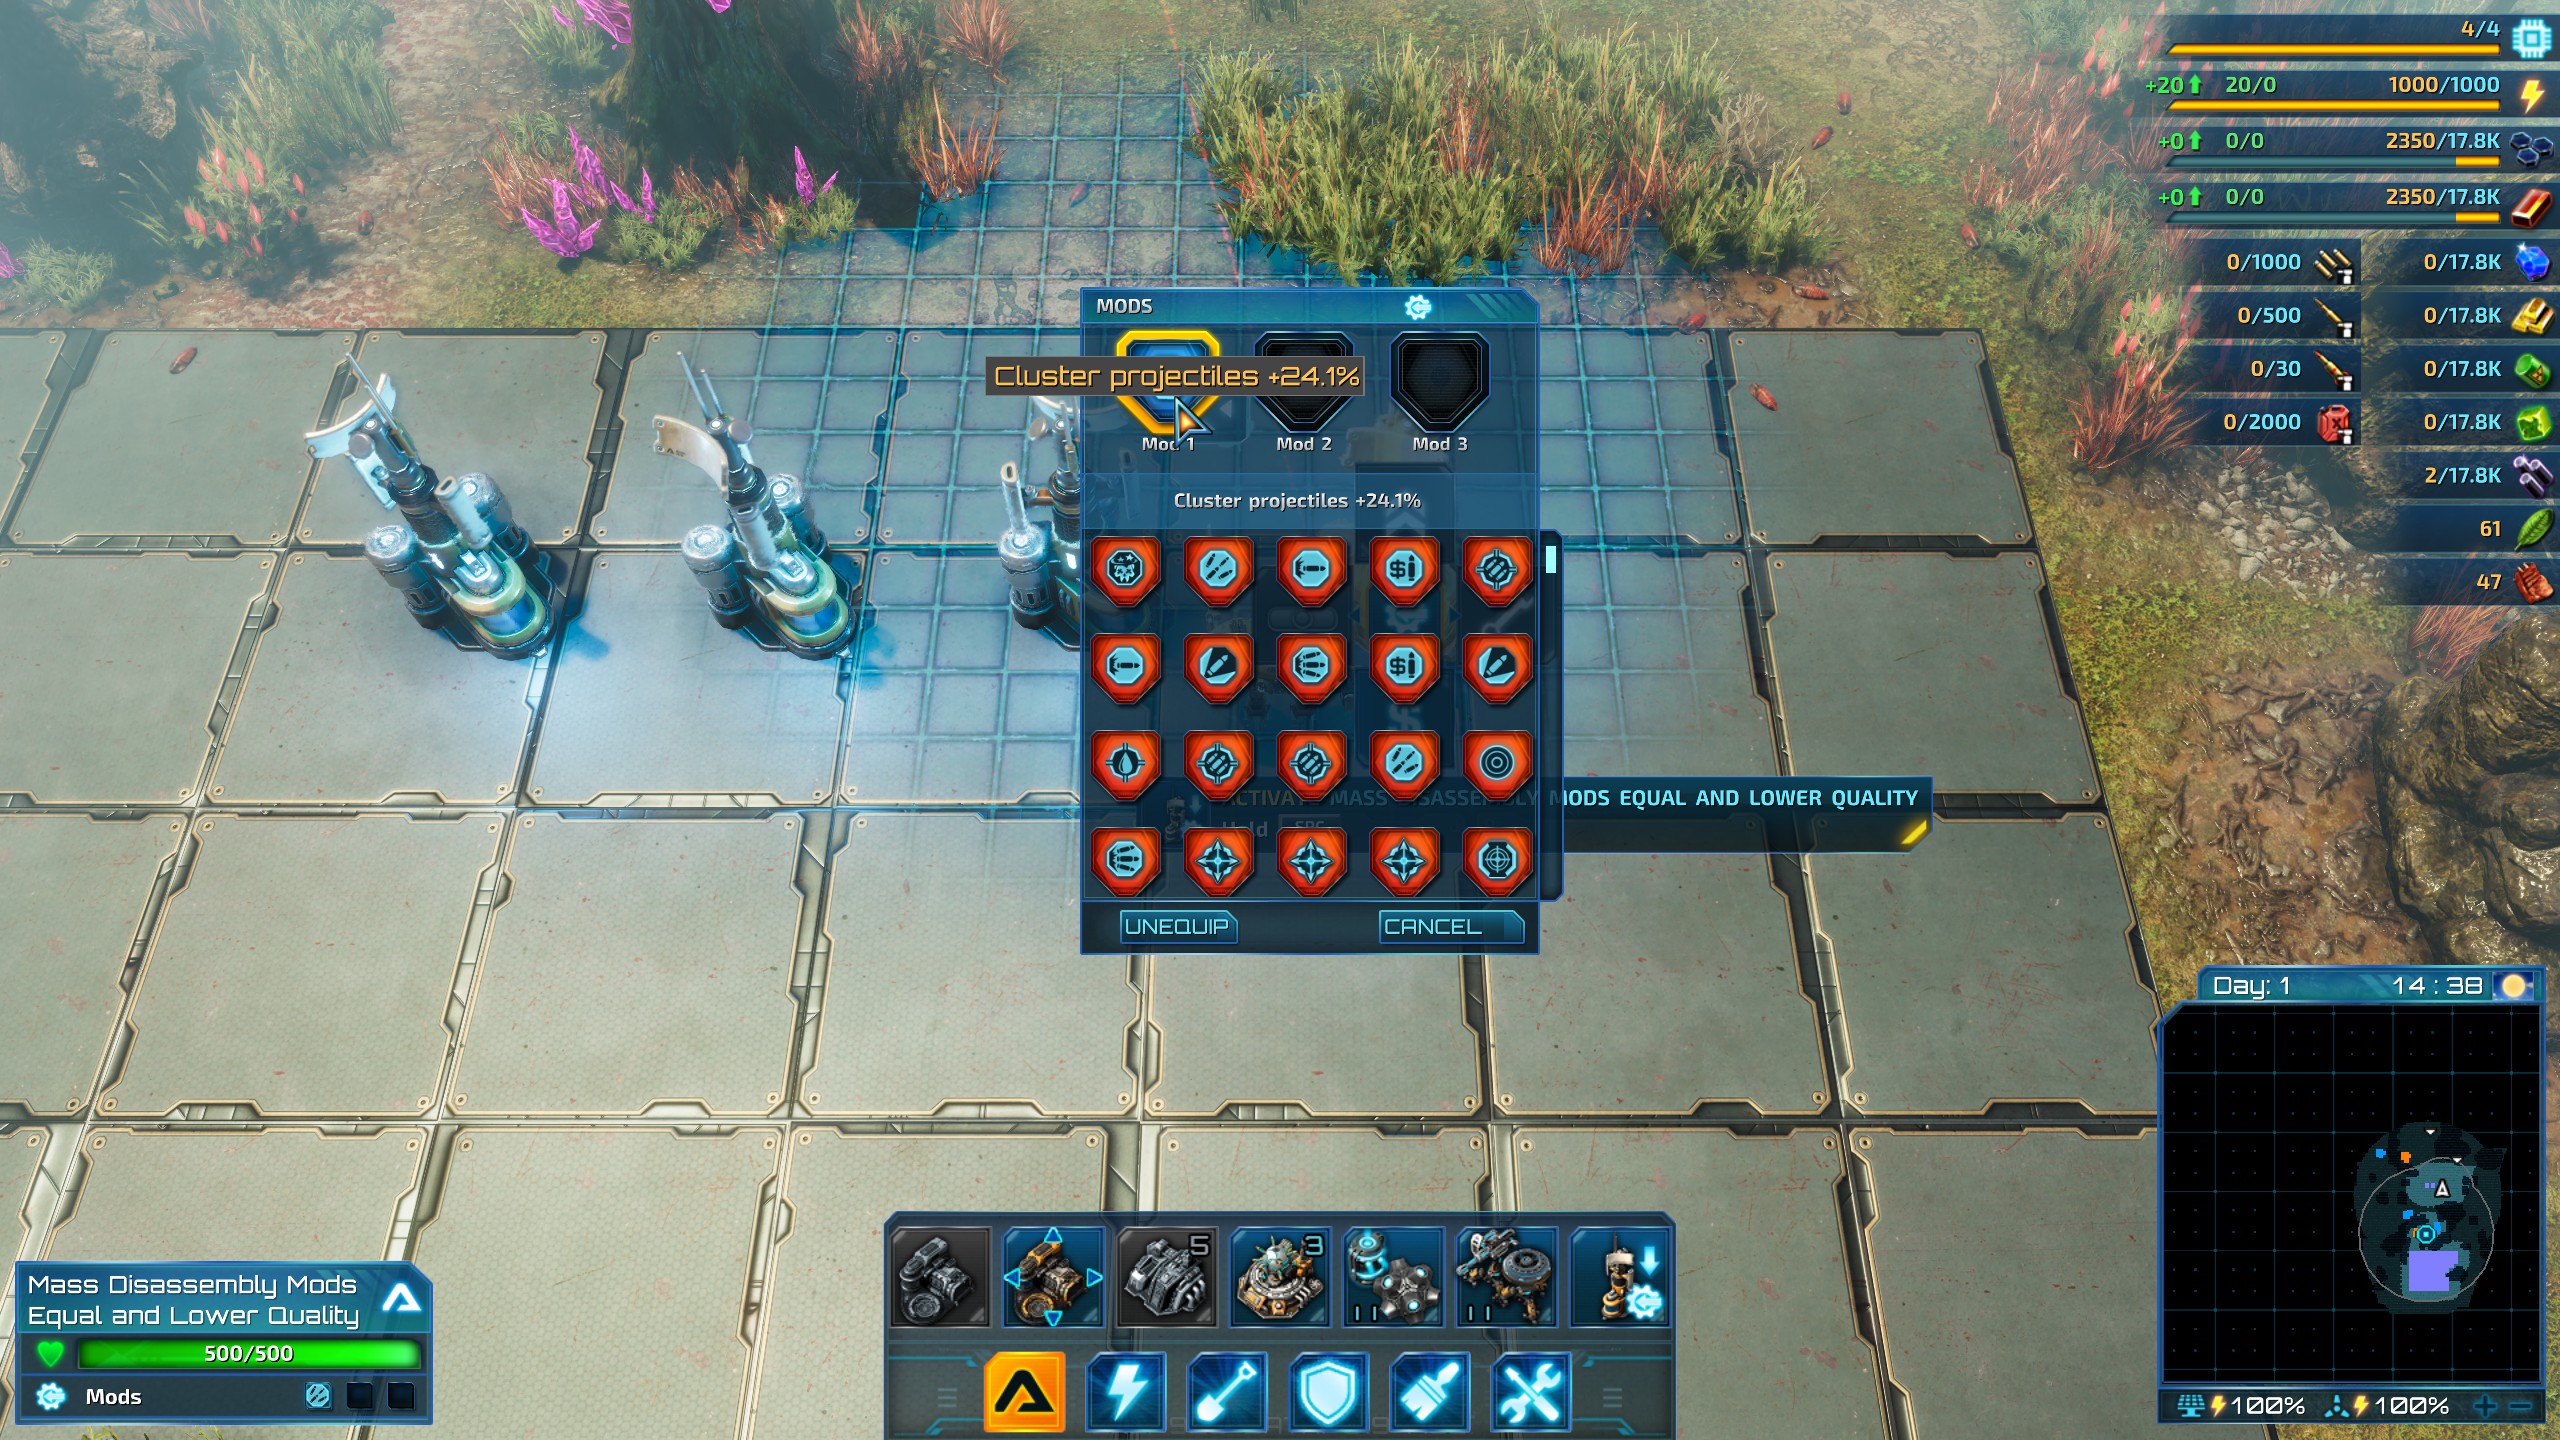 4/4
+20 20/0 1000/1000
+0 0/0 2350/17.8K
+0 0/0 2350/17.8K
0/1000 0/17.8K
0/500 0/17.8K
0/30 0/17.8K
0/2000 0/17.8K
2/17.8K
61
47
MODS
Cluster projectiles +24.1%
Mod 1 Mod 2 Mod 3
Cluster projectiles +24.1%
MODS EQUAL AND LOWER QUALITY
Hold
UNEQUIP CANCEL
Day: 1 14:38
Mass Disassembly Mods
Equal and Lower Quality
500/500
Mods
5
3
100% 100%